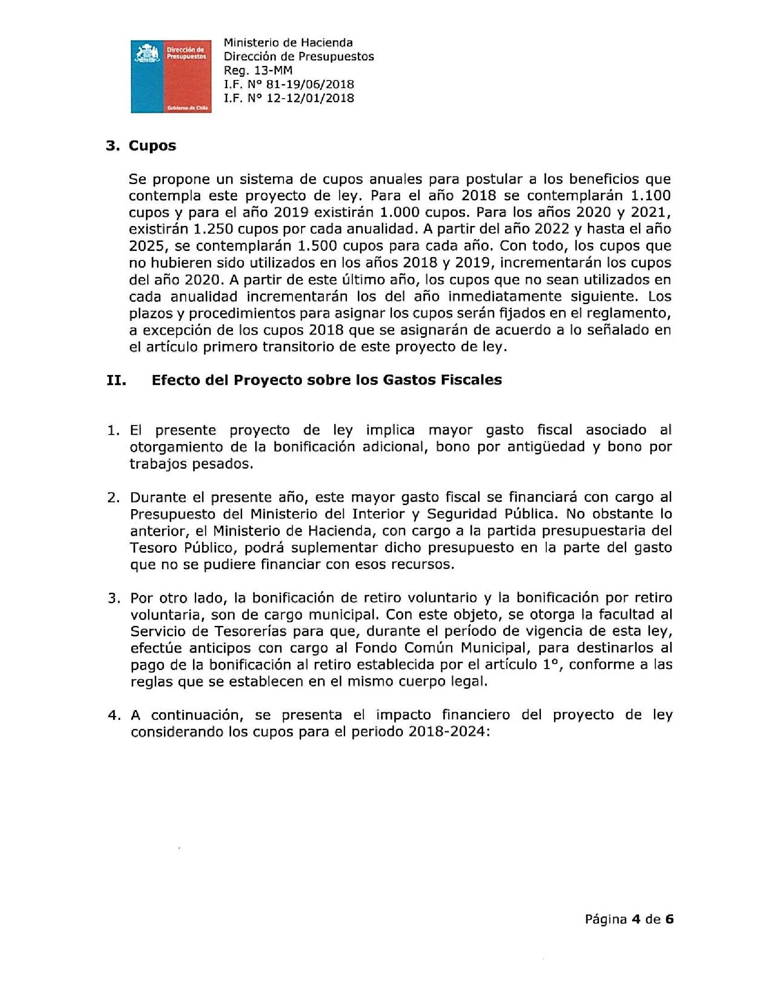 Dirección de
Presupuestos
Gobierno de Chile
Ministerio de Hacienda
Dirección de Presupuestos
Reg. 13-MM
I.F. Nº 81-19/06/2018
I.F. Nº 12-12/01/2018
3. Cupos
Se propone un sistema de cupos anuales para postular a los beneficios que
contempla este proyecto de ley. Para el año 2018 se contemplarán 1.100
cupos y para el año 2019 existirán 1.000 cupos. Para los años 2020 y 2021,
existirán 1.250 cupos por cada anualidad. A partir del año 2022 y hasta el año
2025, se contemplarán 1.500 cupos para cada año. Con todo, los cupos que
no hubieren sido utilizados en los años 2018 y 2019, incrementarán los cupos
del año 2020. A partir de este último año, los cupos que no sean utilizados en
cada anualidad incrementarán los del año inmediatamente siguiente. Los
plazos y procedimientos para asignar los cupos serán fijados en el reglamento,
a excepción de los cupos 2018 que se asignarán de acuerdo a lo señalado en
el artículo primero transitorio de este proyecto de ley.
II. Efecto del Proyecto sobre los Gastos Fiscales
1. El presente proyecto de ley implica mayor gasto fiscal asociado al
otorgamiento de la bonificación adicional, bono por antigüedad y bono por
trabajos pesados.
2. Durante el presente año, este mayor gasto fiscal se financiará con cargo al
Presupuesto del Ministerio del Interior y Seguridad Pública. No obstante lo
anterior, el Ministerio de Hacienda, con cargo a la partida presupuestaria del
Tesoro Público, podrá suplementar dicho presupuesto en la parte del gasto
que no se pudiere financiar con esos recursos.
3. Por otro lado, la bonificación de retiro voluntario y la bonificación por retiro
voluntaria, son de cargo municipal. Con este objeto, se otorga la facultad al
Servicio de Tesorerías para que, durante el período de vigencia de esta ley,
efectúe anticipos con cargo al Fondo Común Municipal, para destinarlos al
pago de la bonificación al retiro establecida por el artículo 1º, conforme a las
reglas que se establecen en el mismo cuerpo legal.
4. A continuación, se presenta el impacto financiero del proyecto de ley
considerando los cupos para el periodo 2018-2024:
Página 4 de 6